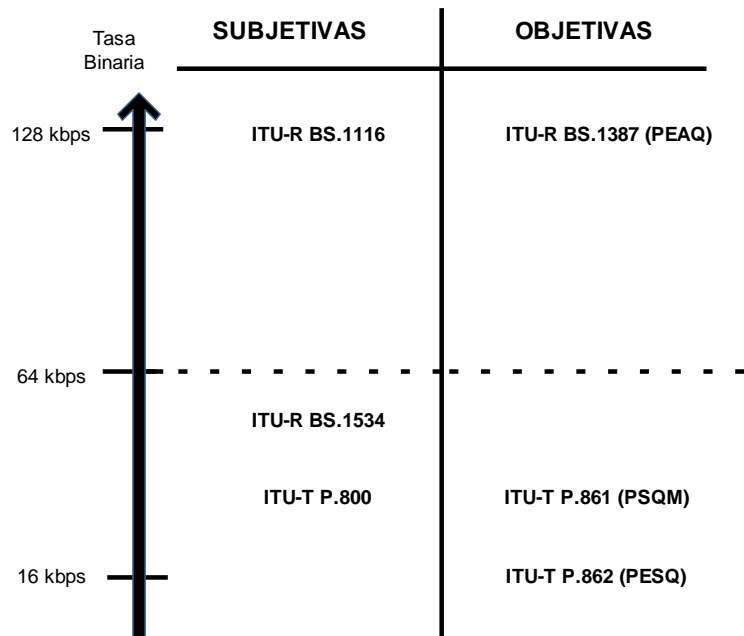 Tasa
Binaria
SUBJETIVAS
OBJETIVAS
128 kbps
ITU-R BS.1116
ITU-R BS.1387 (PEAQ)
64 kbps
ITU-R BS.1534
ITU-T P.800
ITU-T P.861 (PSQM)
16 kbps
ITU-T P.862 (PESQ)